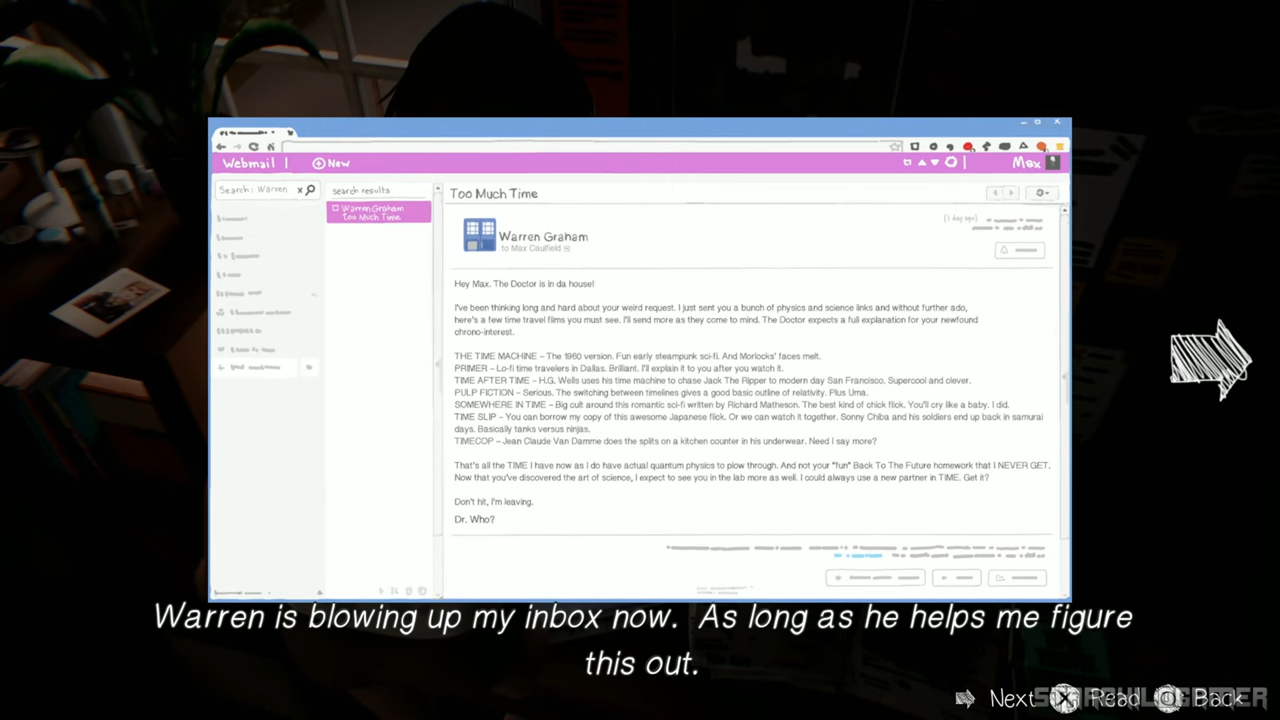 Webmail
New
Max
Search: Warren x
search results
Warren Graham
Too Much Time
Too Much Time
Warren Graham
to Max Caulfield
[1 day ago]
Hey Max. The Doctor is in da house!
I've been thinking long and hard about your weird request. I just sent you a bunch of physics and science links and without further ado,
here's a few time travel films you must see. I'll send more as they come to mind. The Doctor expects a full explanation for your newfound
chrono-interest.
THE TIME MACHINE – The 1960 version. Fun early steampunk sci-fi. And Morlocks' faces melt.
PRIMER – Lo-fi time travelers in Dallas. Brilliant. I'll explain it to you after you watch it.
TIME AFTER TIME – H.G. Wells uses his time machine to chase Jack The Ripper to modern day San Francisco. Supercool and clever.
PULP FICTION – Serious. The switching between timelines gives a good basic outline of relativity. Plus Uma.
SOMEWHERE IN TIME – Big cult around this romantic sci-fi written by Richard Matheson. The best kind of chick flick. You'll cry like a baby. I did.
TIME SLIP – You can borrow my copy of this awesome Japanese flick. Or we can watch it together. Sonny Chiba and his soldiers end up back in samurai
days. Basically tanks versus ninjas.
TIMECOP – Jean Claude Van Damme does the splits on a kitchen counter in his underwear. Need I say more?
That's all the TIME I have now as I do have actual quantum physics to plow through. And not your "fun" Back To The Future homework that I NEVER GET.
Now that you've discovered the art of science, I expect to see you in the lab more as well. I could always use a new partner in TIME. Get it?
Don't hit, I'm leaving.
Dr. Who?
Warren is blowing up my inbox now. As long as he helps me figure
this out.
Next Read Back